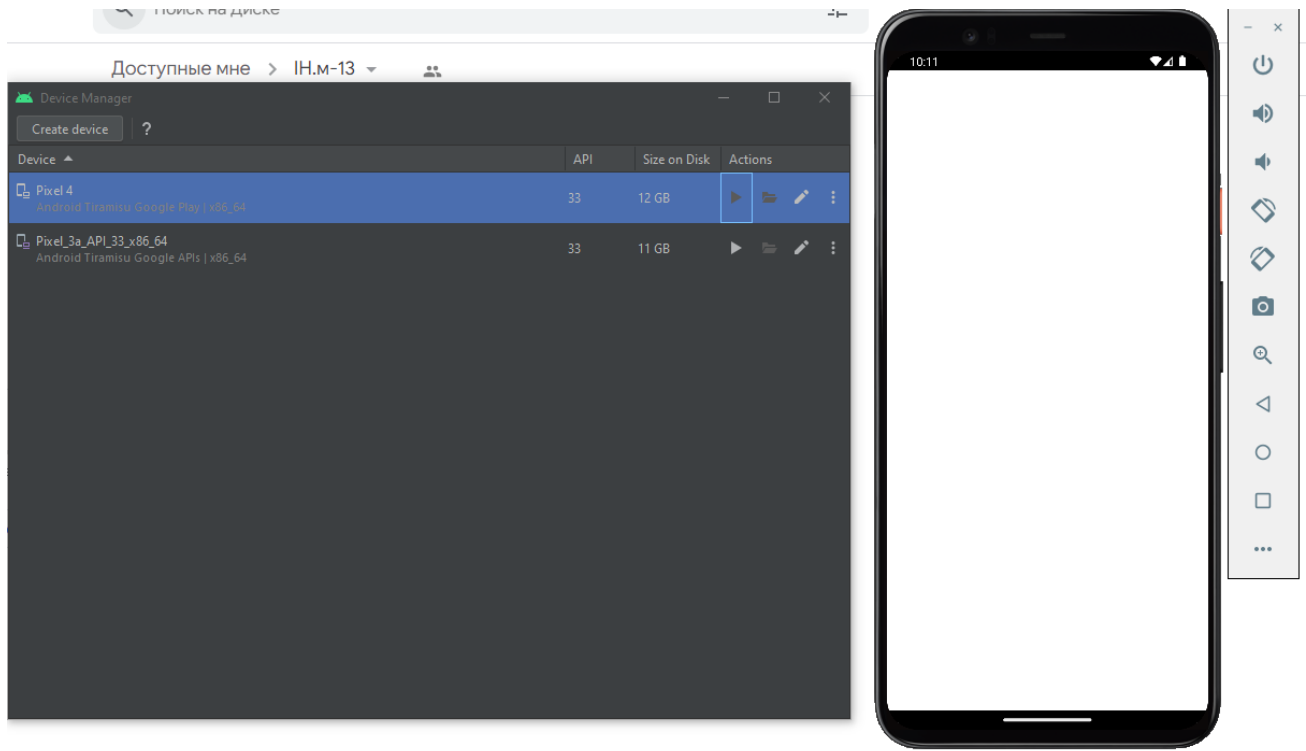 Поиск на диске
Доступные мне > ІН.м-13
Device Manager
Create device ?
Device API Size on Disk Actions
Pixel 4
Android Tiramisu Google Play | x86_64
33 12 GB
Pixel_3a_API_33_x86_64
Android Tiramisu Google APIs | x86_64
33 11 GB
10:11